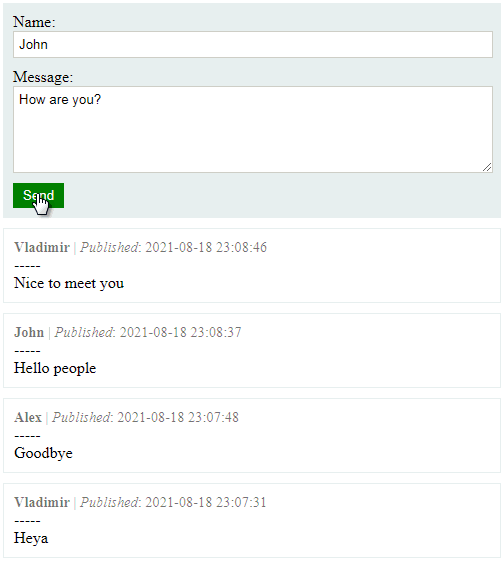 Name:
John
Message:
How are you?
Send
Vladimir | Published: 2021-08-18 23:08:46
-----
Nice to meet you
John | Published: 2021-08-18 23:08:37
-----
Hello people
Alex | Published: 2021-08-18 23:07:48
-----
Goodbye
Vladimir | Published: 2021-08-18 23:07:31
-----
Heya